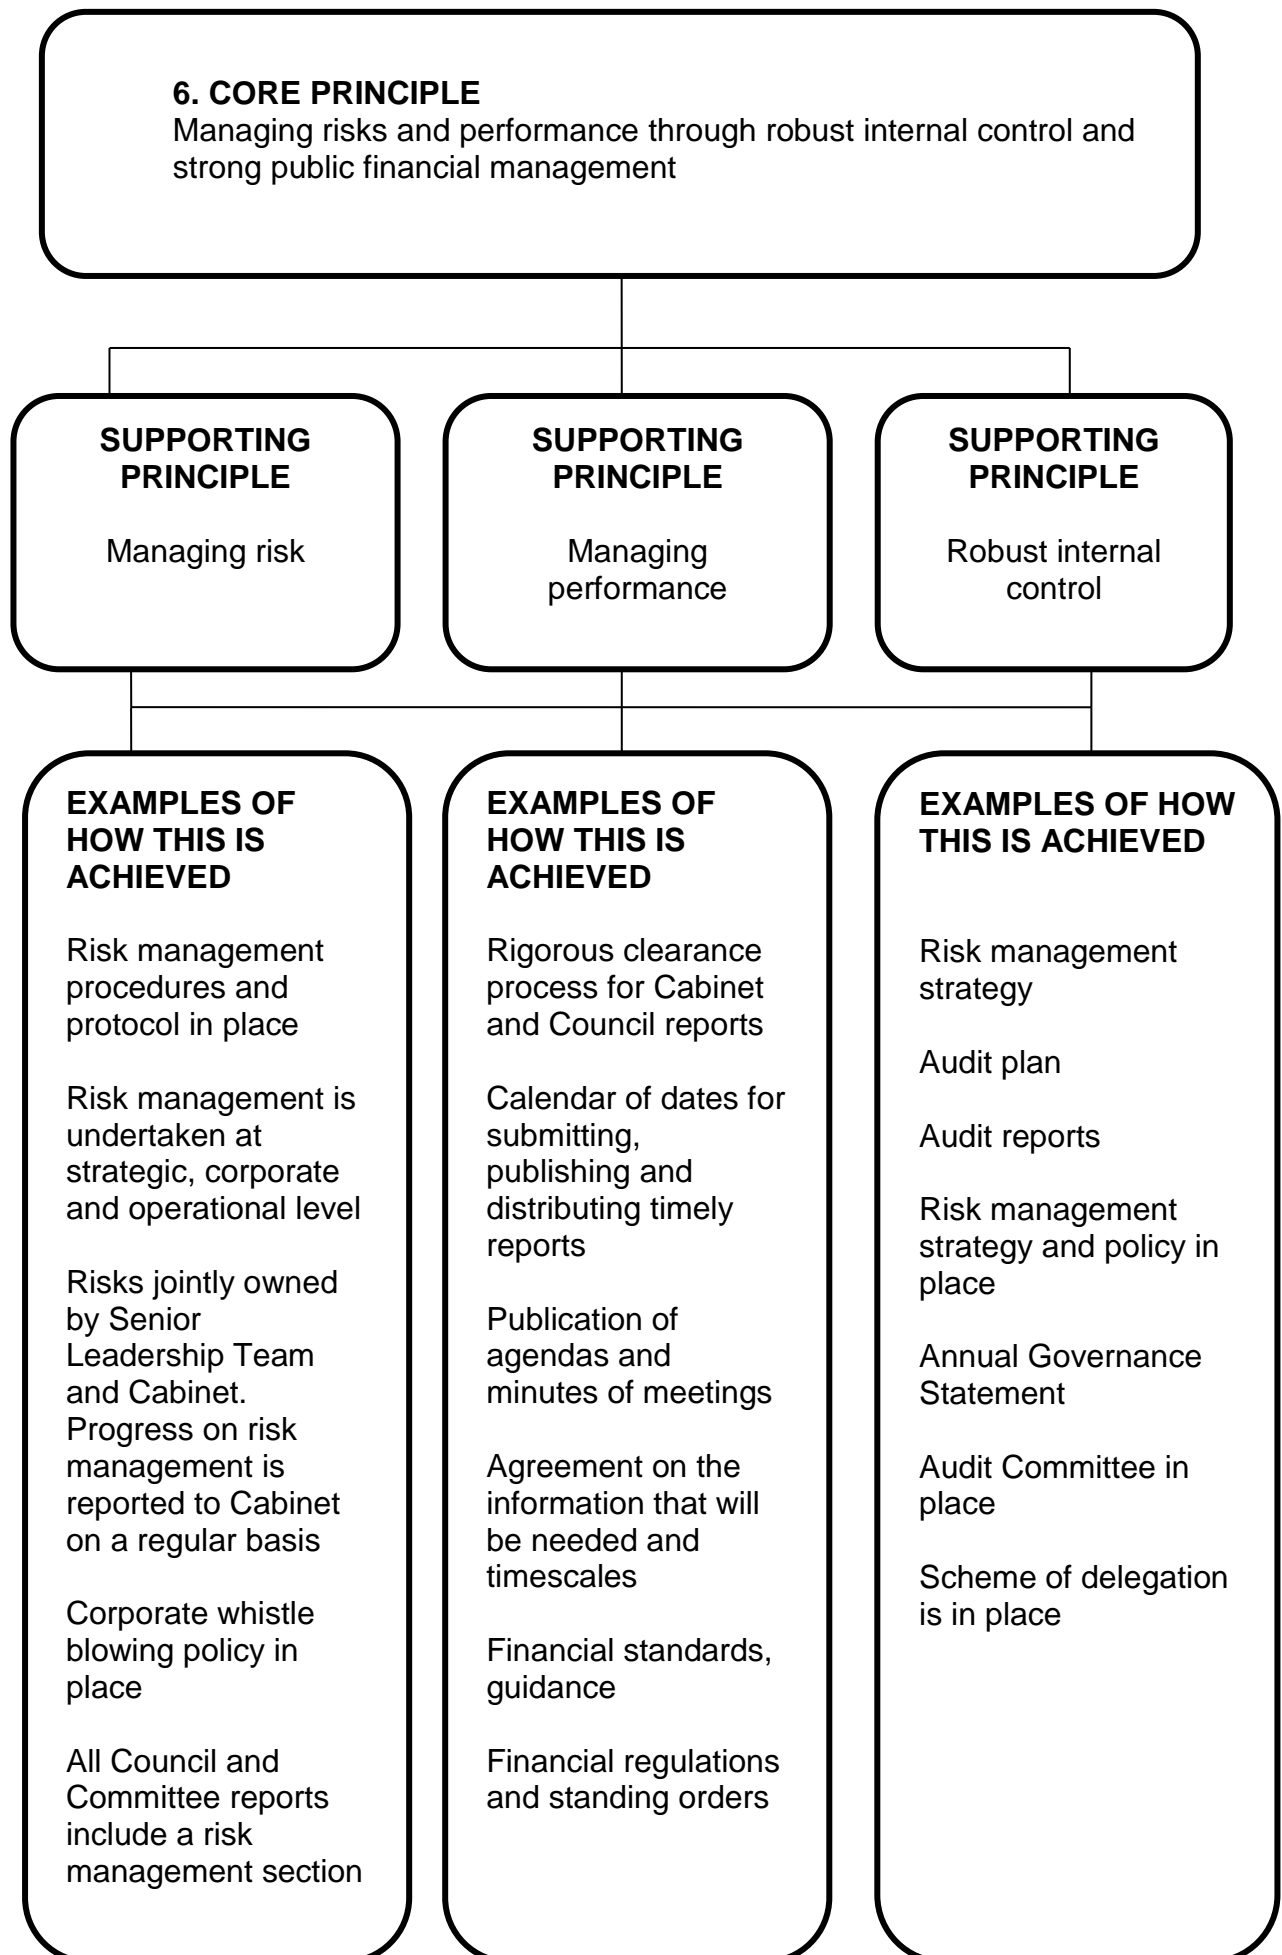 6. CORE PRINCIPLE
Managing risks and performance through robust internal control and
strong public financial management
SUPPORTING
PRINCIPLE
Managing risk
SUPPORTING
PRINCIPLE
Managing
performance
SUPPORTING
PRINCIPLE
Robust internal
control
EXAMPLES OF
HOW THIS IS
ACHIEVED
Risk management
procedures and
protocol in place
Risk management is
undertaken at
strategic, corporate
and operational level
Risks jointly owned
by Senior
Leadership Team
and Cabinet.
Progress on risk
management is
reported to Cabinet
on a regular basis
Corporate whistle
blowing policy in
place
All Council and
Committee reports
include a risk
management section
EXAMPLES OF
HOW THIS IS
ACHIEVED
Rigorous clearance
process for Cabinet
and Council reports
Calendar of dates for
submitting,
publishing and
distributing timely
reports
Publication of
agendas and
minutes of meetings
Agreement on the
information that will
be needed and
timescales
Financial standards,
guidance
Financial regulations
and standing orders
EXAMPLES OF HOW
THIS IS ACHIEVED
Risk management
strategy
Audit plan
Audit reports
Risk management
strategy and policy in
place
Annual Governance
Statement
Audit Committee in
place
Scheme of delegation
is in place